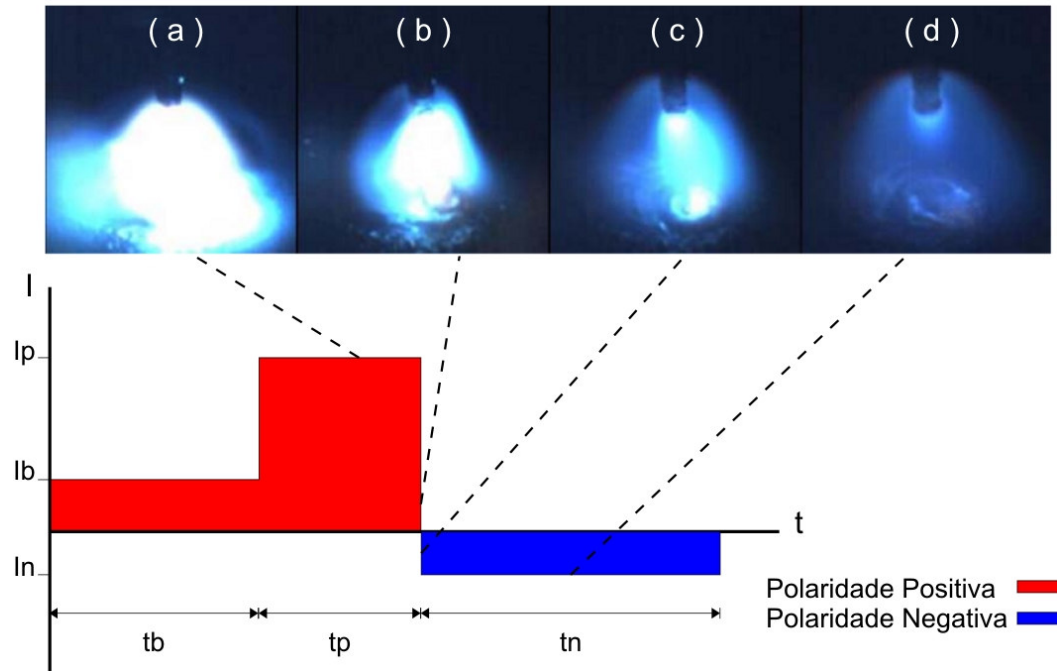 ( a )
( b )
( c )
( d )
I
Ip
Ib
t
In
Polaridade Positiva
Polaridade Negativa
tb
tp
tn